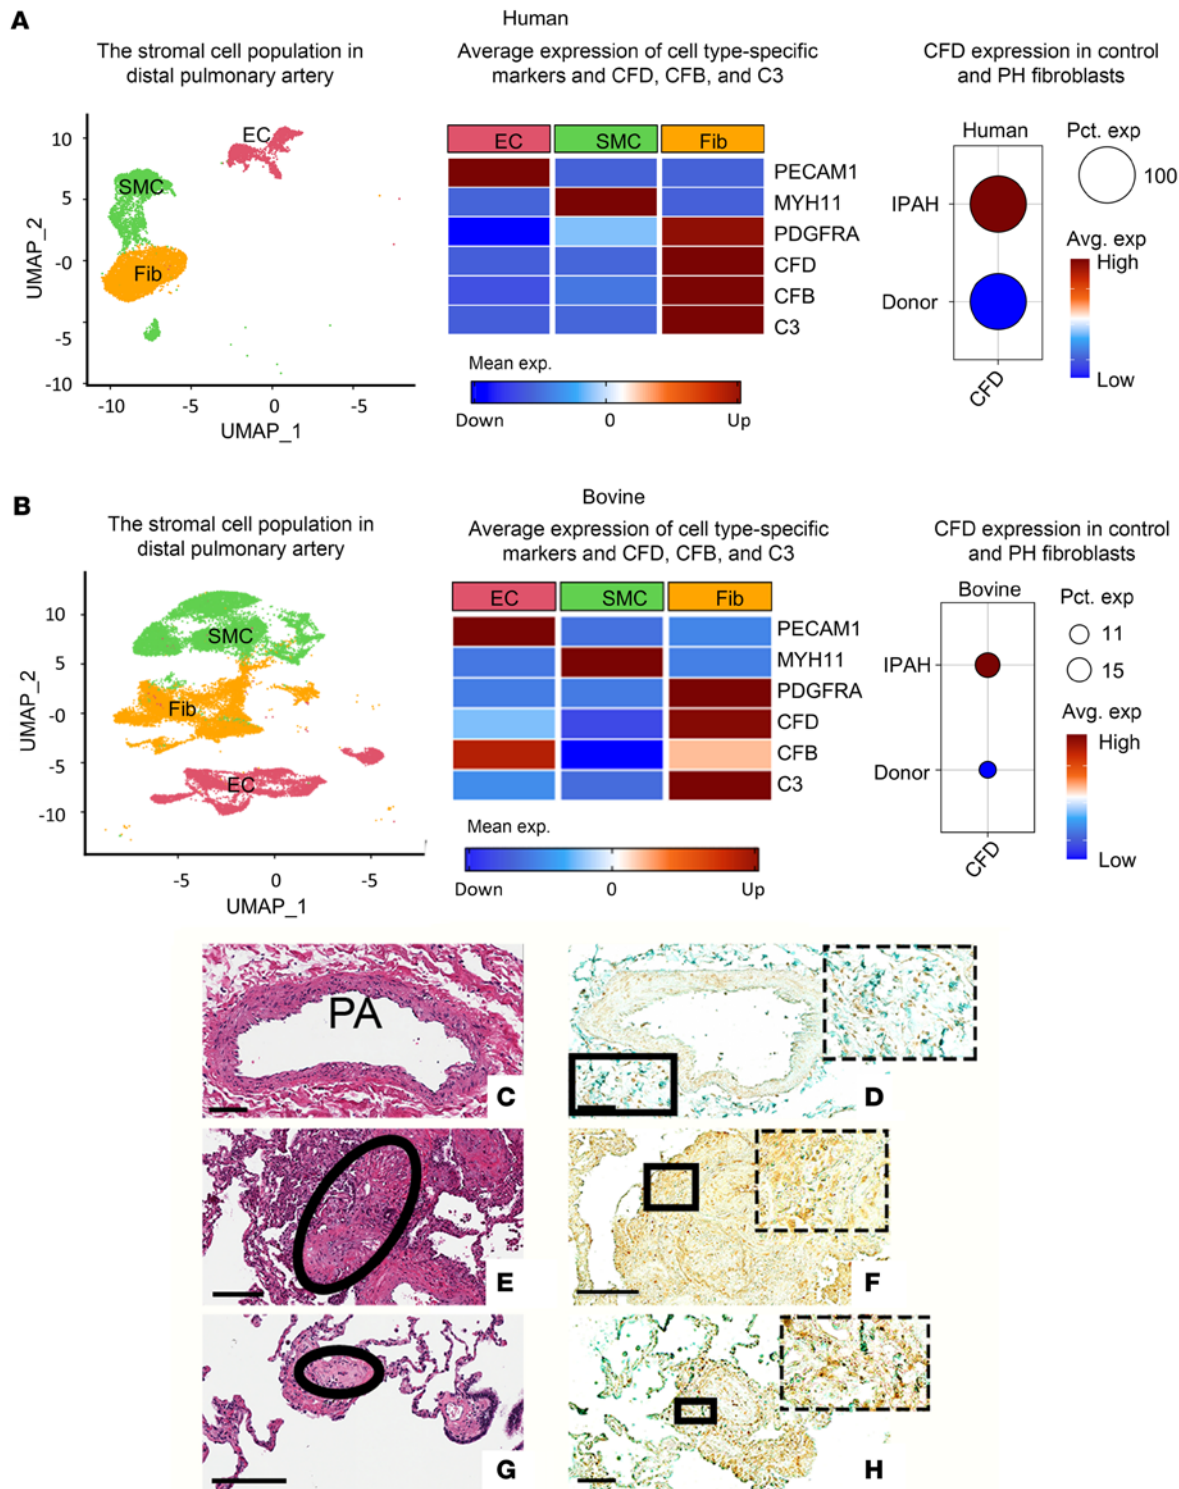 A
Human
The stromal cell population in
distal pulmonary artery
Average expression of cell type-specific
markers and CFD, CFB, and C3
CFD expression in control
and PH fibroblasts
UMAP_2
10
5
-0
-5
-10
EC
SMC
Fib
-10
-5
0
-5
UMAP_1
EC SMC Fib
PECAM1
MYH11
PDGFRA
CFD
CFB
C3
Mean exp.
Down 0 Up
Human
IPAH
Donor
CFD
Pct. exp
100
Avg. exp
High
Low
B
Bovine
The stromal cell population in
distal pulmonary artery
Average expression of cell type-specific
markers and CFD, CFB, and C3
CFD expression in control
and PH fibroblasts
UMAP_2
10
5
-0
-5
-10
SMC
Fib
EC
-5
0
-5
UMAP_1
EC SMC Fib
PECAM1
MYH11
PDGFRA
CFD
CFB
C3
Mean exp.
Down 0 Up
Bovine
IPAH
Donor
CFD
Pct. exp
11
15
Avg. exp
High
Low
PA
C
D
E
F
G
H